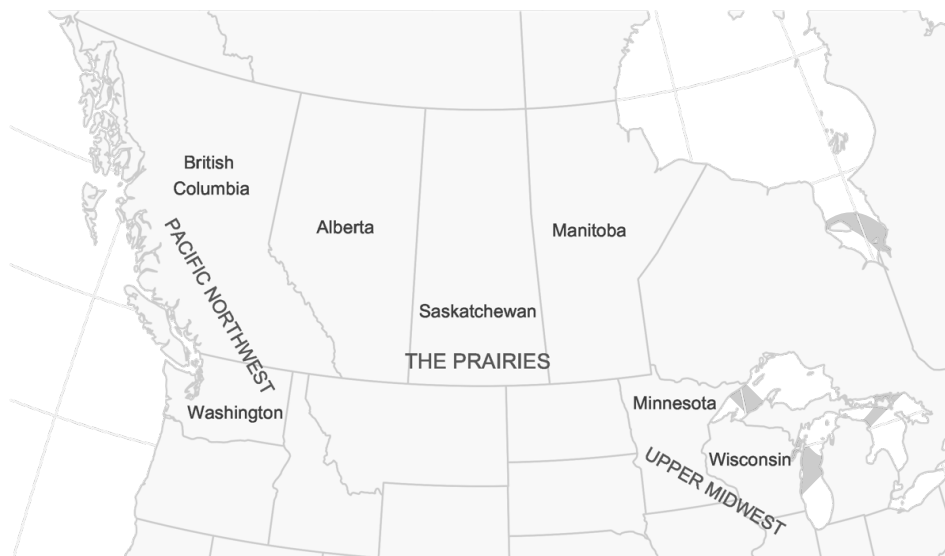 British
Columbia
Alberta
Manitoba
PACIFIC NORTHWEST
Saskatchewan
THE PRAIRIES
Washington
Minnesota
Wisconsin
UPPER MIDWEST